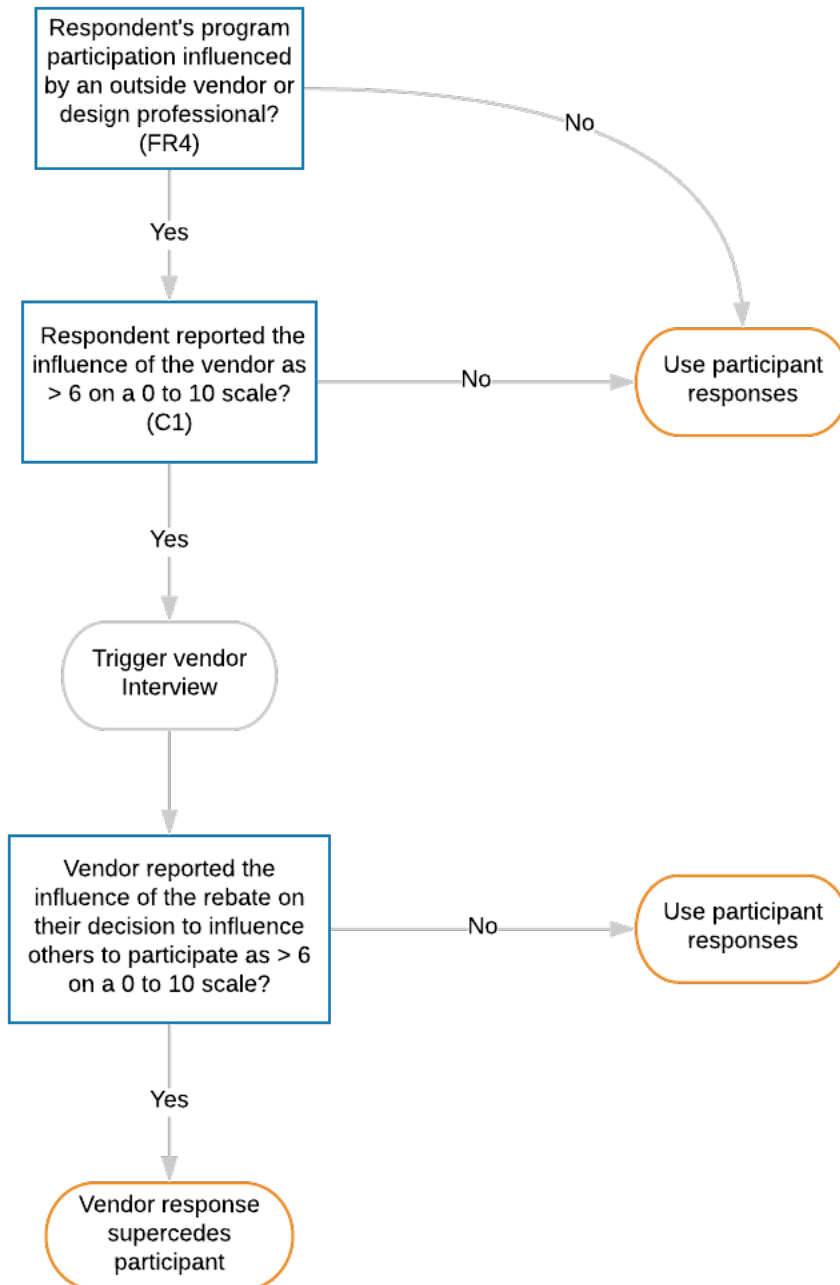 Respondent's program
participation influenced
by an outside vendor or
design professional?
(FR4)
No
Yes
Respondent reported the
influence of the vendor as
> 6 on a 0 to 10 scale?
(C1)
No
Use participant
responses
Yes
Trigger vendor
Interview
Vendor reported the
influence of the rebate on
their decision to influence
others to participate as > 6
on a 0 to 10 scale?
No
Use participant
responses
Yes
Vendor response
supercedes
participant